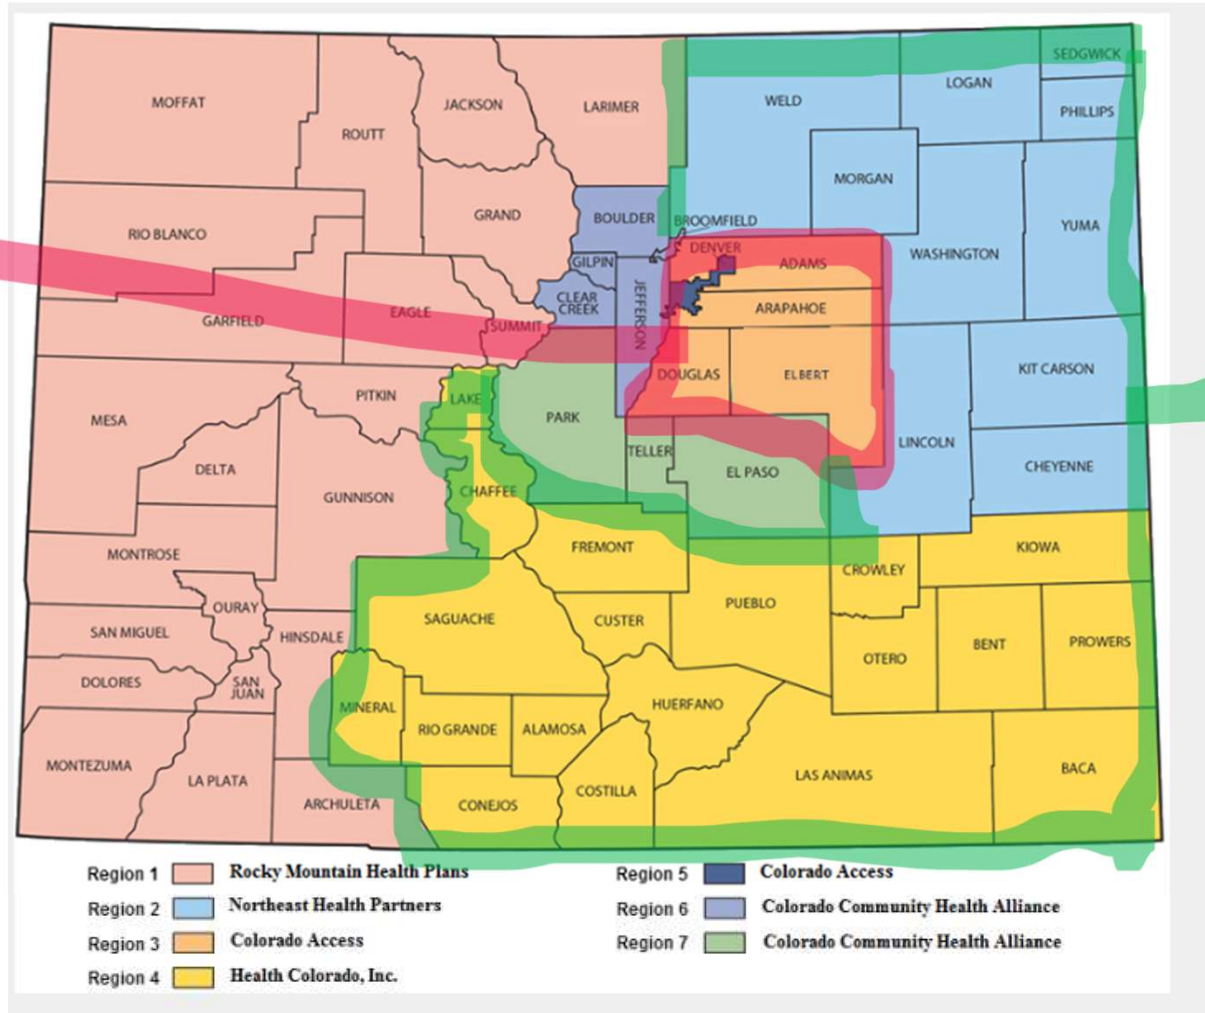 SEDGWICK
LOGAN
WELD
PHILLIPS
MOFFAT
JACKSON
LARIMER
ROUTT
MORGAN
GRAND
BOULDER
BROOMFIELD
YUMA
RIO BLANCO
DENVER
WASHINGTON
GILPIN
ADAMS
CLEAR
CREEK
JEFFERSON
ARAPAHOE
EAGLE
GARFIELD
SUMMIT
KIT CARSON
DOUGLAS
ELBERT
PITKIN
LAKE
MESA
PARK
LINCOLN
TELLER
CHEYENNE
DELTA
EL PASO
GUNNISON
CHAFFEE
FREMONT
KIOWA
MONTROSE
CROWLEY
PUEBLO
OURAY
SAGUACHE
CUSTER
SAN MIGUEL
HINSDALE
BENT
PROWERS
OTERO
DOLORES
SAN
JUAN
HUERFANO
MINERAL
RIO GRANDE
ALAMOSA
MONTEZUMA
LA PLATA
LAS ANIMAS
BACA
COSTILLA
ARCHULETA
CONEJOS
Region 1 Rocky Mountain Health Plans
Region 2 Northeast Health Partners
Region 3 Colorado Access
Region 4 Health Colorado, Inc.
Region 5 Colorado Access
Region 6 Colorado Community Health Alliance
Region 7 Colorado Community Health Alliance